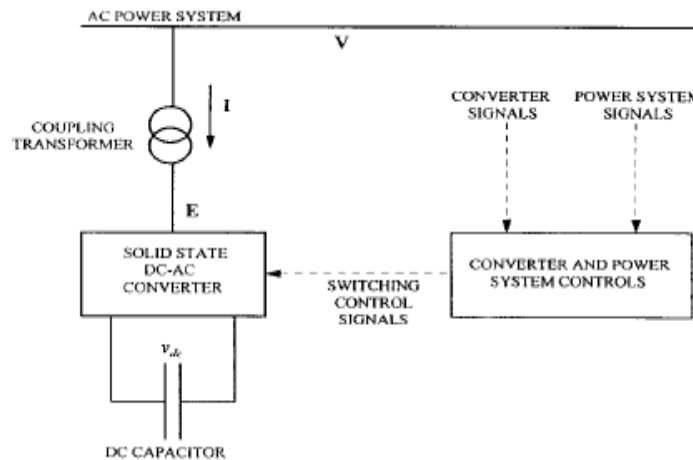 AC POWER SYSTEM
V
I
COUPLING
TRANSFORMER
CONVERTER
SIGNALS
POWER SYSTEM
SIGNALS
E
SOLID STATE
DC-AC
CONVERTER
SWITCHING
CONTROL
SIGNALS
CONVERTER AND POWER
SYSTEM CONTROLS
v_dc
DC CAPACITOR